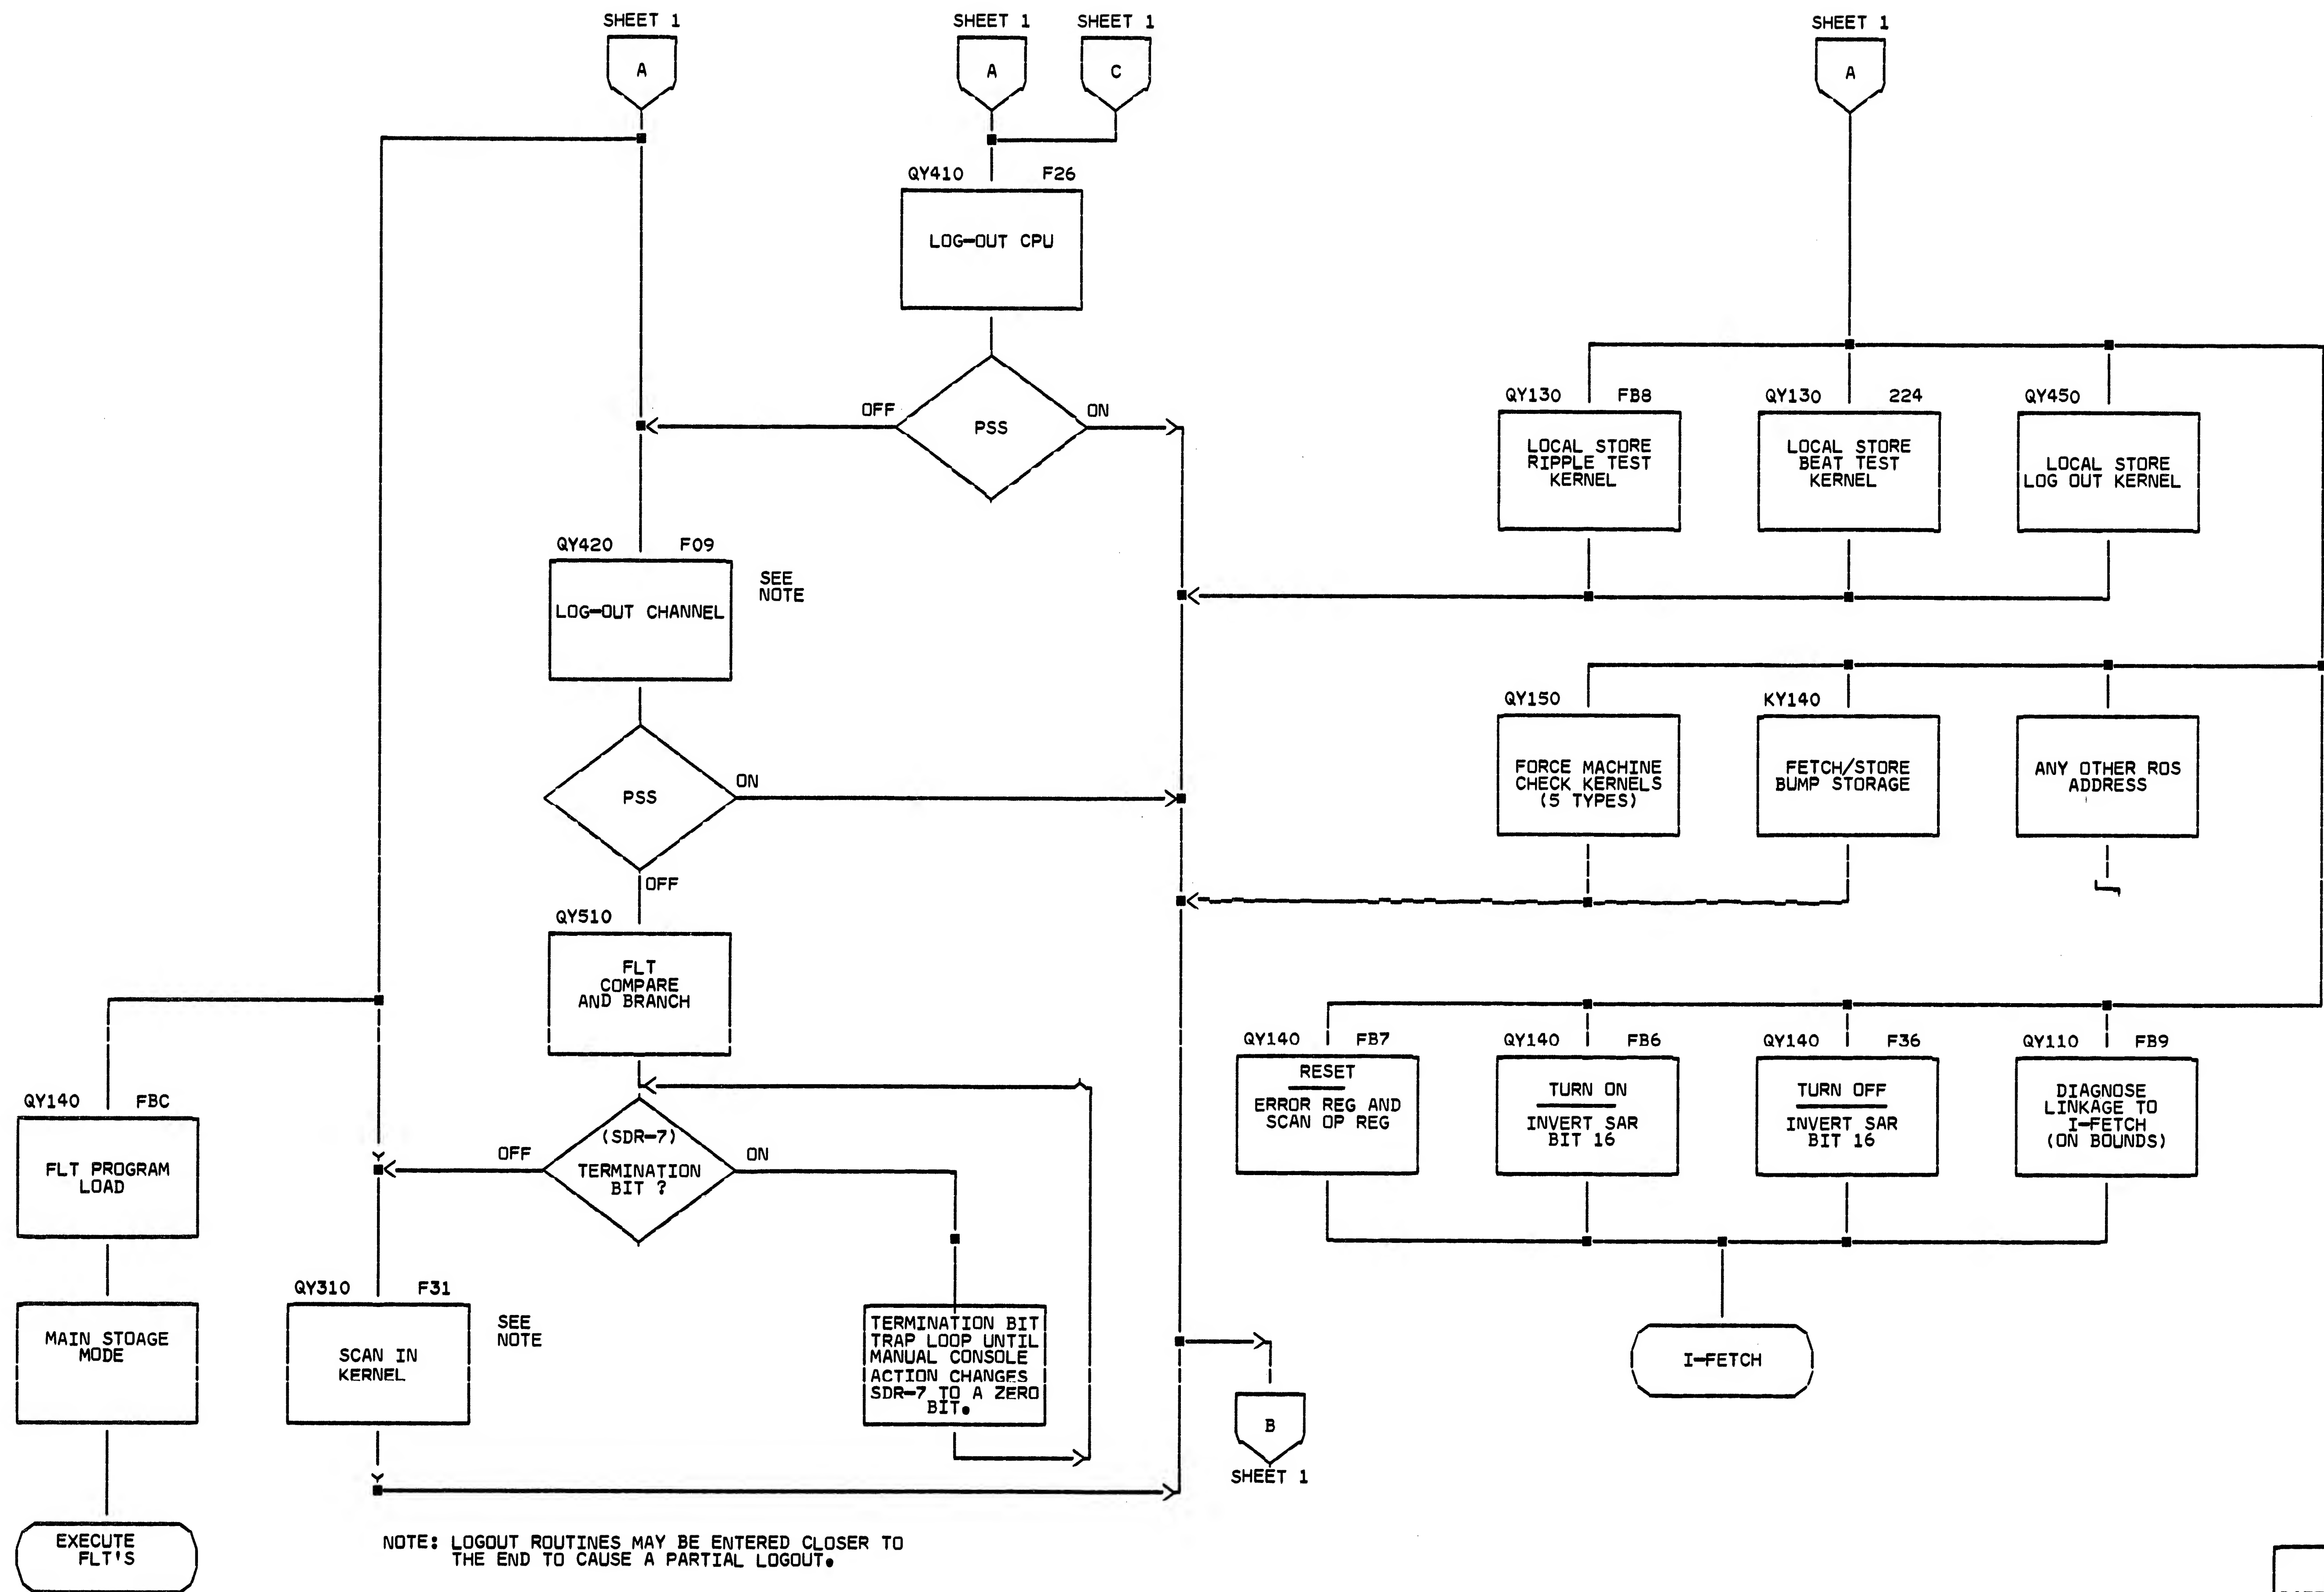 SHEET 1
A
SHEET 1
A
SHEET 1
C
SHEET 1
A
QY410 F26
LOG-OUT CPU
OFF
PSS
ON
QY130 FB8
LOCAL STORE
RIPPLE TEST
KERNEL
QY130 224
LOCAL STORE
BEAT TEST
KERNEL
QY450
LOCAL STORE
LOG OUT KERNEL
QY420 F09
LOG-OUT CHANNEL
SEE
NOTE
PSS
ON
OFF
QY150
FORCE MACHINE
CHECK KERNELS
(5 TYPES)
KY140
FETCH/STORE
BUMP STORAGE
ANY OTHER ROS
ADDRESS
QY510
FLT
COMPARE
AND BRANCH
QY140 FBC
FLT PROGRAM
LOAD
OFF
(SDR-7)
TERMINATION
BIT ?
ON
QY140 FB7
RESET
ERROR REG AND
SCAN OP REG
QY140 FB6
TURN ON
INVERT SAR
BIT 16
QY140 F36
TURN OFF
INVERT SAR
BIT 16
QY110 FB9
DIAGNOSE
LINKAGE TO
I-FETCH
(ON BOUNDS)
MAIN STOAGE
MODE
QY310 F31
SCAN IN
KERNEL
SEE
NOTE
TERMINATION BIT
TRAP LOOP UNTIL
MANUAL CONSOLE
ACTION CHANGES
SDR-7 TO A ZERO
BIT.
I-FETCH
B
SHEET 1
EXECUTE
FLT'S
NOTE: LOGOUT ROUTINES MAY BE ENTERED CLOSER TO
THE END TO CAUSE A PARTIAL LOGOUT.